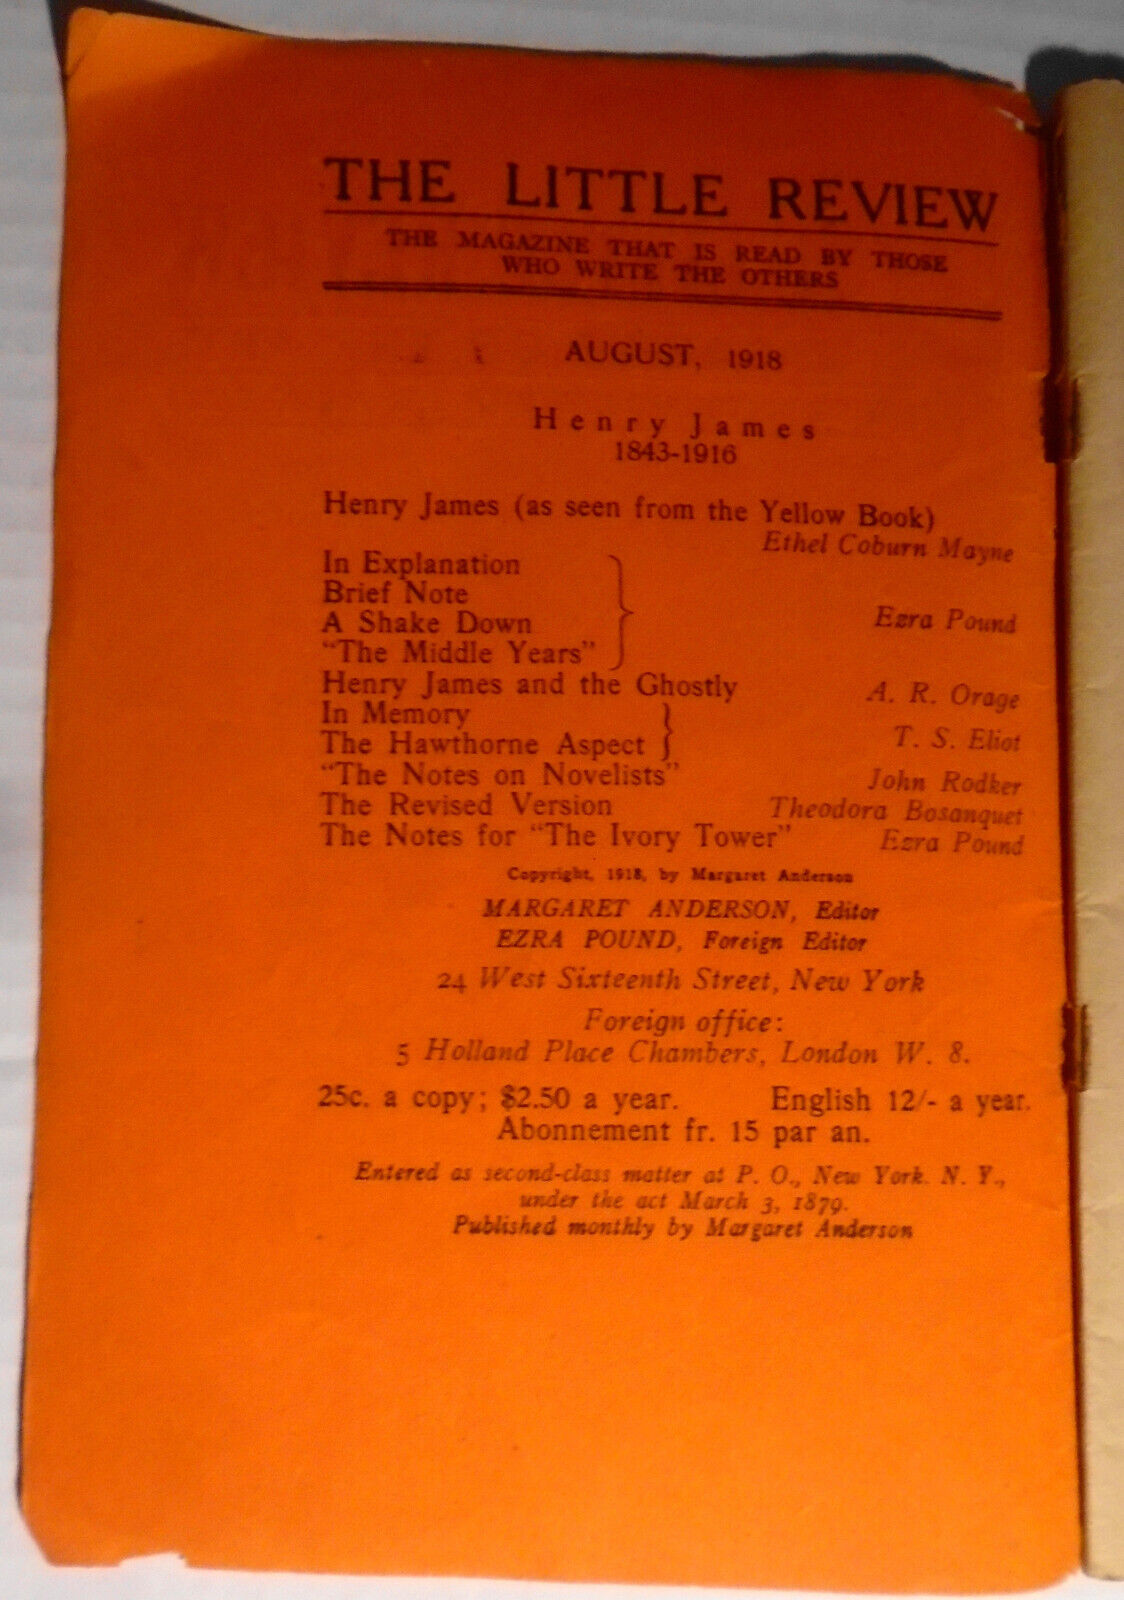 THE LITTLE REVIEW
THE MAGAZINE THAT IS READ BY THOSE
WHO WRITE THE OTHERS
AUGUST, 1918
Henry James
1843-1916
Henry James (as seen from the Yellow Book)
Ethel Coburn Mayne
In Explanation
Brief Note
A Shake Down
"The Middle Years"
Ezra Pound
Henry James and the Ghostly A. R. Orage
In Memory
The Hawthorne Aspect
T. S. Eliot
"The Notes on Novelists" John Rodker
The Revised Version Theodora Bosanquet
The Notes for "The Ivory Tower" Ezra Pound
Copyright, 1918, by Margaret Anderson
MARGARET ANDERSON, Editor
EZRA POUND, Foreign Editor
24 West Sixteenth Street, New York
Foreign office:
5 Holland Place Chambers, London W. 8.
25c. a copy; $2.50 a year. English 12/- a year.
Abonnement fr. 15 par an.
Entered as second-class matter at P. O., New York. N. Y.,
under the act March 3, 1879.
Published monthly by Margaret Anderson